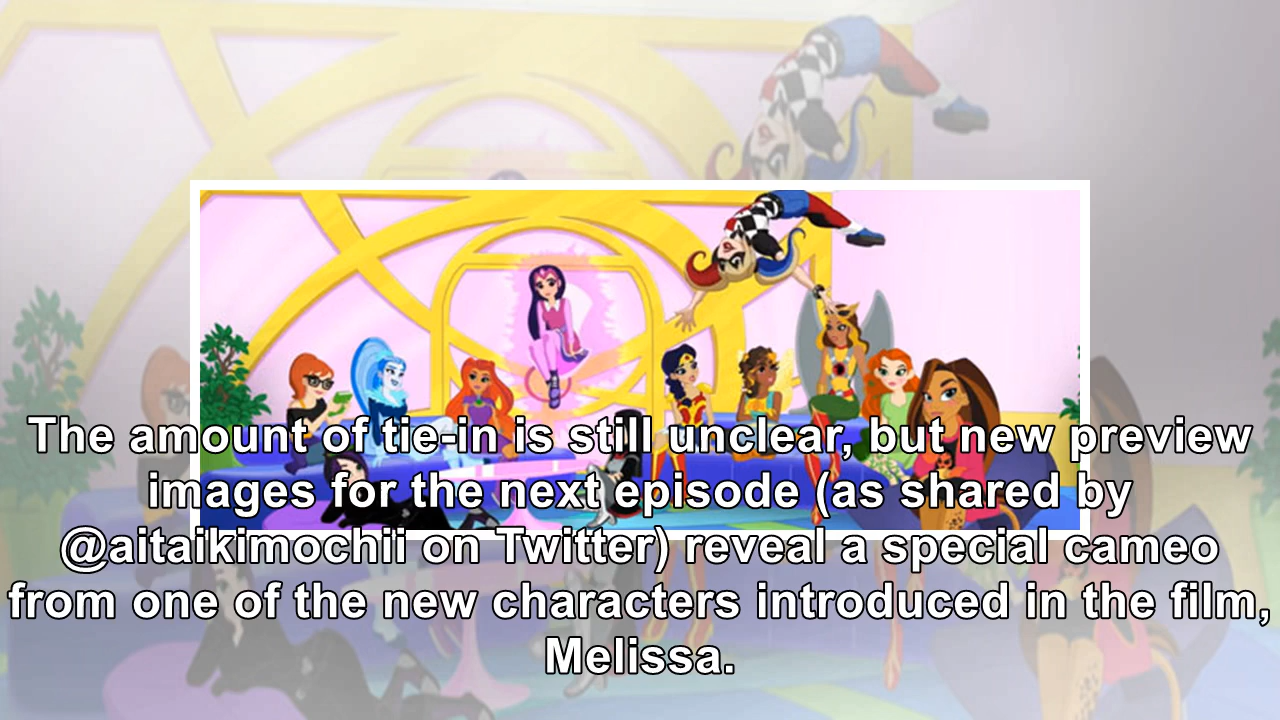 The amount of tie-in is still unclear, but new preview
images for the next episode (as shared by
@aitaikimochii on Twitter) reveal a special cameo
from one of the new characters introduced in the film,
Melissa.